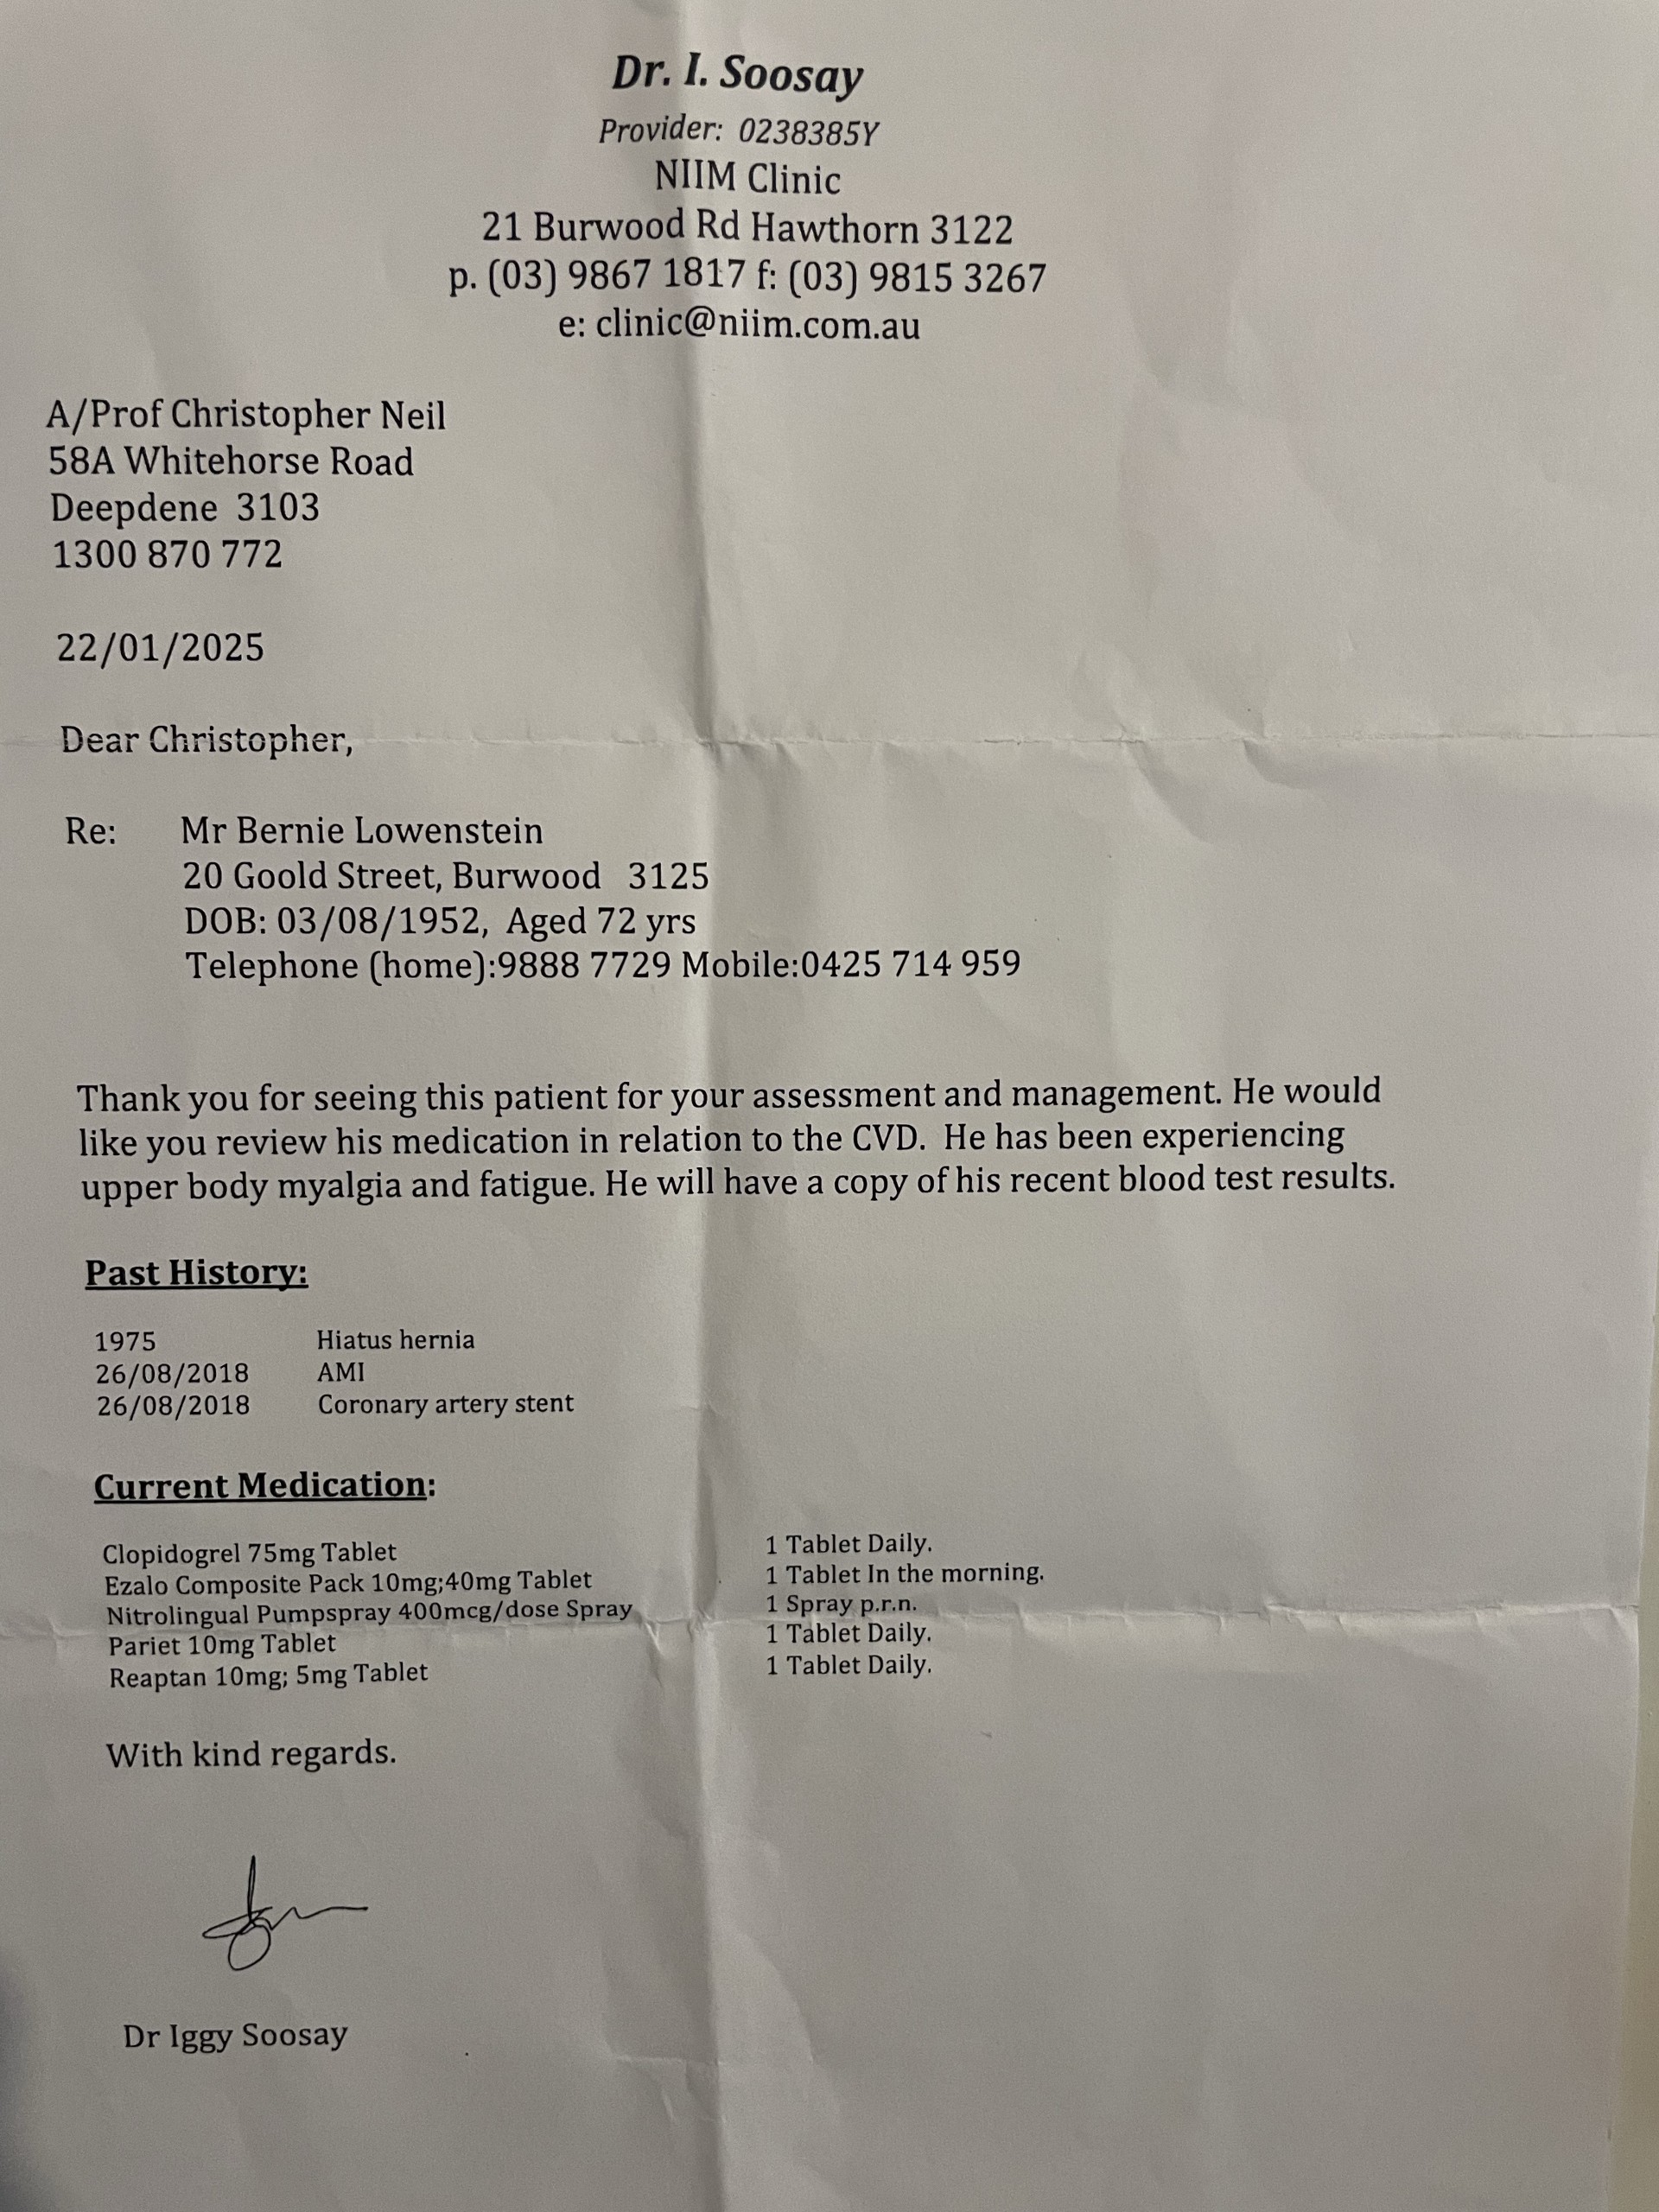 Dr. I. Soosay
Provider: 0238385Y
NIIM Clinic
21 Burwood Rd Hawthorn 3122
p. (03) 9867 1817 f: (03) 9815 3267
e: clinic@niim.com.au
A/Prof Christopher Neil
58A Whitehorse Road
Deepdene 3103
1300 870 772
22/01/2025
Dear Christopher,
Re: Mr Bernie Lowenstein
20 Goold Street, Burwood 3125
DOB: 03/08/1952, Aged 72 yrs
Telephone (home):9888 7729 Mobile:0425 714 959
Thank you for seeing this patient for your assessment and management. He would
like you review his medication in relation to the CVD. He has been experiencing
upper body myalgia and fatigue. He will have a copy of his recent blood test results.
Past History:
1975 Hiatus hernia
26/08/2018 AMI
26/08/2018 Coronary artery stent
Current Medication:
Clopidogrel 75mg Tablet 1 Tablet Daily.
Ezalo Composite Pack 10mg;40mg Tablet 1 Tablet In the morning.
Nitrolingual Pumpspray 400mcg/dose Spray 1 Spray p.r.n.
Pariet 10mg Tablet 1 Tablet Daily.
Reaptan 10mg; 5mg Tablet 1 Tablet Daily.
With kind regards.
Dr Iggy Soosay